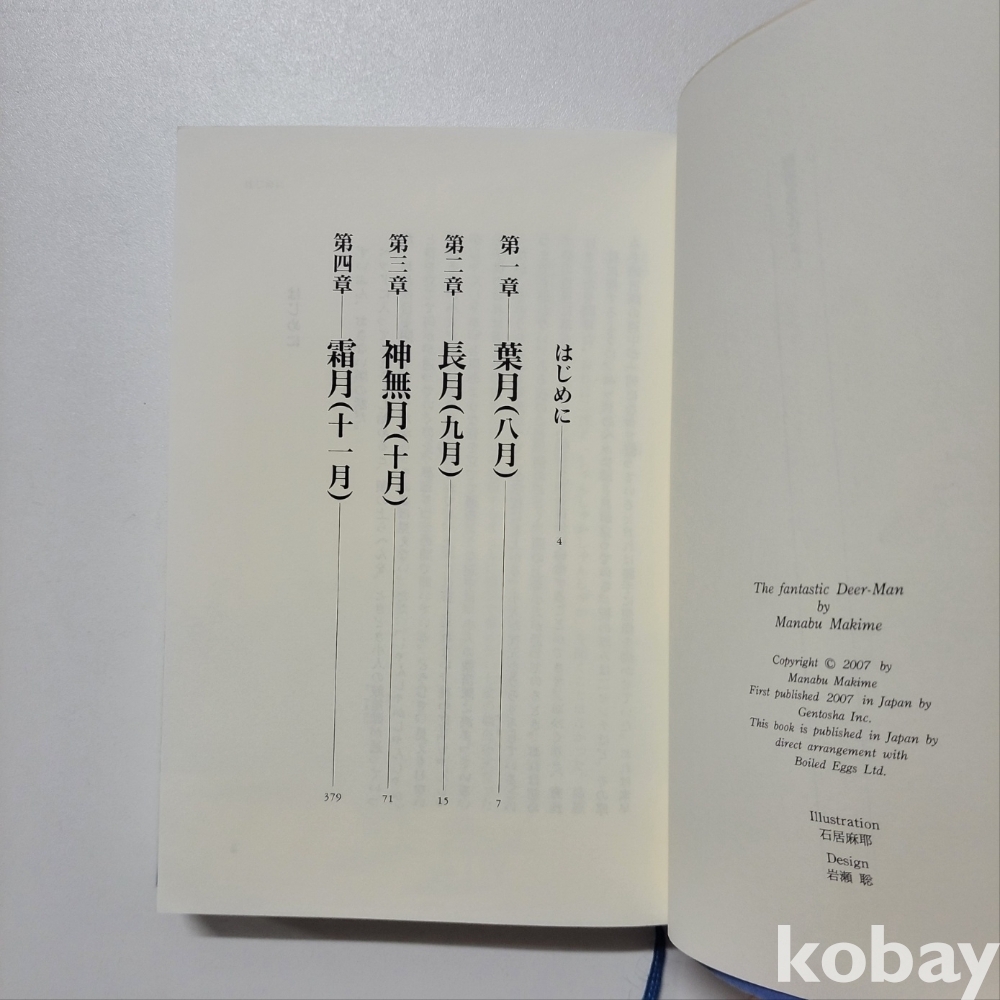 はじめに 4
第一章 葉月(八月) 7
第二章 長月(九月) 15
第三章 神無月(十月) 71
第四章 霜月(十一月) 379
The fantastic Deer-Man
by
Manabu Makime
Copyright © 2007 by
Manabu Makime
First published 2007 in Japan by
Gentosha Inc.
This book is published in Japan by
direct arrangement with
Boiled Eggs Ltd.
Illustration
石居麻耶
Design
岩瀬 聡
kobay